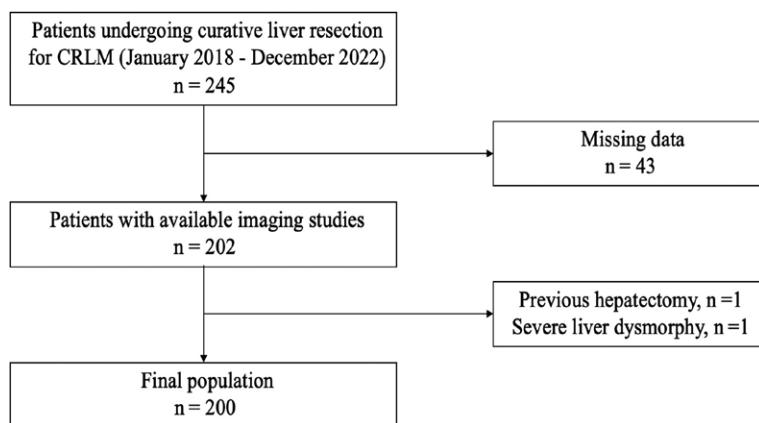 Patients undergoing curative liver resection
for CRLM (January 2018 - December 2022)
n = 245
Missing data
n = 43
Patients with available imaging studies
n = 202
Previous hepatectomy, n =1
Severe liver dysmorphy, n =1
Final population
n = 200